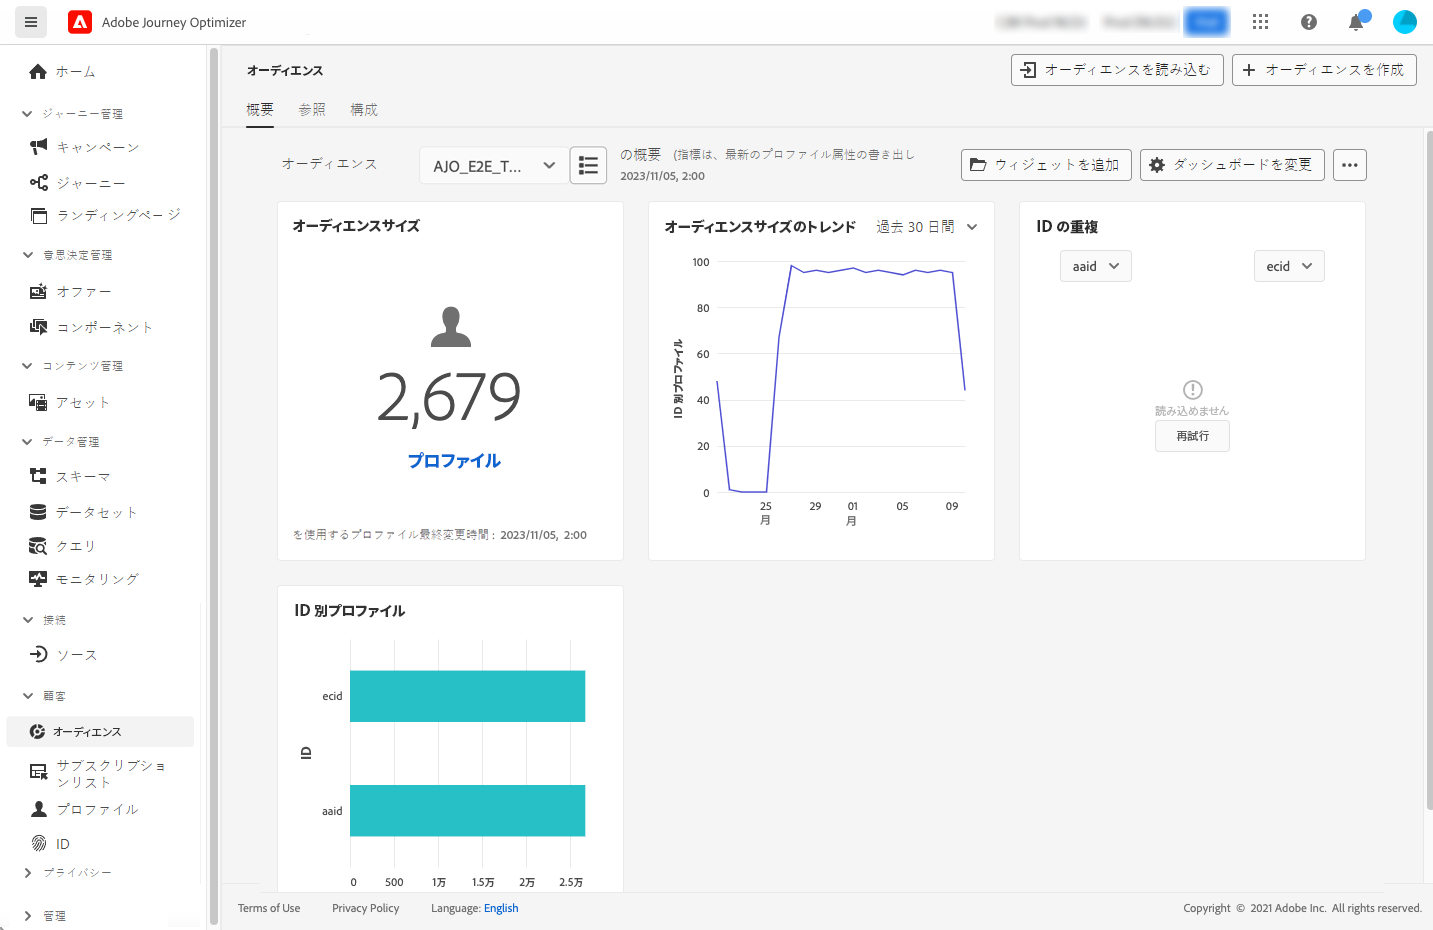 Adobe Journey Optimizer
ホーム
ジャーニー管理
キャンペーン
ジャーニー
ランディングページ
意思決定管理
オファー
コンポーネント
コンテンツ管理
アセット
データ管理
スキーマ
データセット
クエリ
モニタリング
接続
ソース
顧客
オーディエンス
サブスクリプショ
ンリスト
プロファイル
ID
プライバシー
管理
オーディエンス
オーディエンスを読み込む
オーディエンスを作成
概要 参照 構成
オーディエンス
AJO_E2E_T...
の概要 (指標は、最新のプロファイル属性の書き出し
2023/11/05, 2:00
ウィジェットを追加
ダッシュボードを変更
オーディエンスサイズ
2,679
プロファイル
を使用するプロファイル最終変更時間 : 2023/11/05, 2:00
オーディエンスサイズのトレンド 過去 30 日間
ID 別プロファイル
100
80
60
40
20
0
25 29 01 05 09
月 月
ID の重複
aaid
ecid
読み込めません
再試行
ID 別プロファイル
ID
ecid
aaid
0 500 1万 1.5万 2万 2.5万
Terms of Use Privacy Policy Language: English
Copyright © 2021 Adobe Inc. All rights reserved.